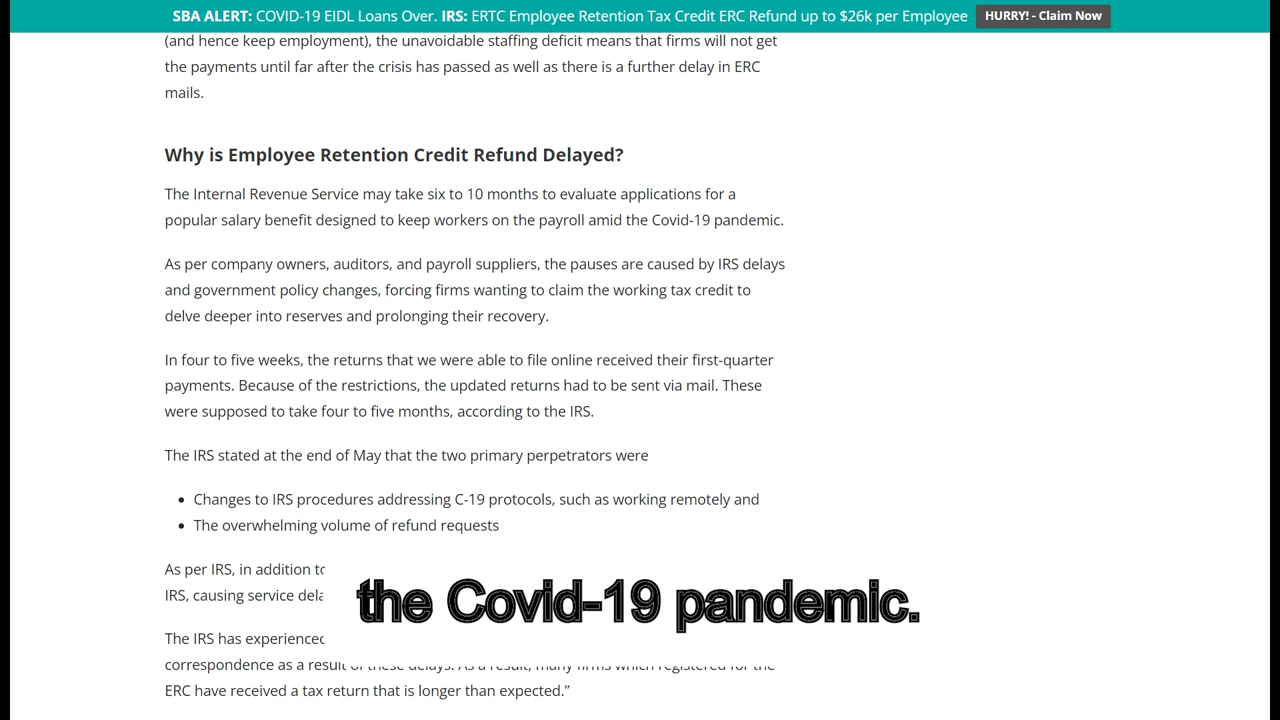 SBA ALERT: COVID-19 EIDL Loans Over. IRS: ERTC Employee Retention Tax Credit ERC Refund up to $26k per Employee HURRY! - Claim Now
(and hence keep employment), the unavoidable staffing deficit means that firms will not get
the payments until far after the crisis has passed as well as there is a further delay in ERC
mails.
Why is Employee Retention Credit Refund Delayed?
The Internal Revenue Service may take six to 10 months to evaluate applications for a
popular salary benefit designed to keep workers on the payroll amid the Covid-19 pandemic.
As per company owners, auditors, and payroll suppliers, the pauses are caused by IRS delays
and government policy changes, forcing firms wanting to claim the working tax credit to
delve deeper into reserves and prolonging their recovery.
In four to five weeks, the returns that we were able to file online received their first-quarter
payments. Because of the restrictions, the updated returns had to be sent via mail. These
were supposed to take four to five months, according to the IRS.
The IRS stated at the end of May that the two primary perpetrators were
• Changes to IRS procedures addressing C-19 protocols, such as working remotely and
• The overwhelming volume of refund requests
As per IRS, in addition
IRS, causing service
the Covid-19 pandemic.
The IRS has experienced
correspondence as a result of these delays. As a result, many firms which registered for the
ERC have received a tax return that is longer than expected.”